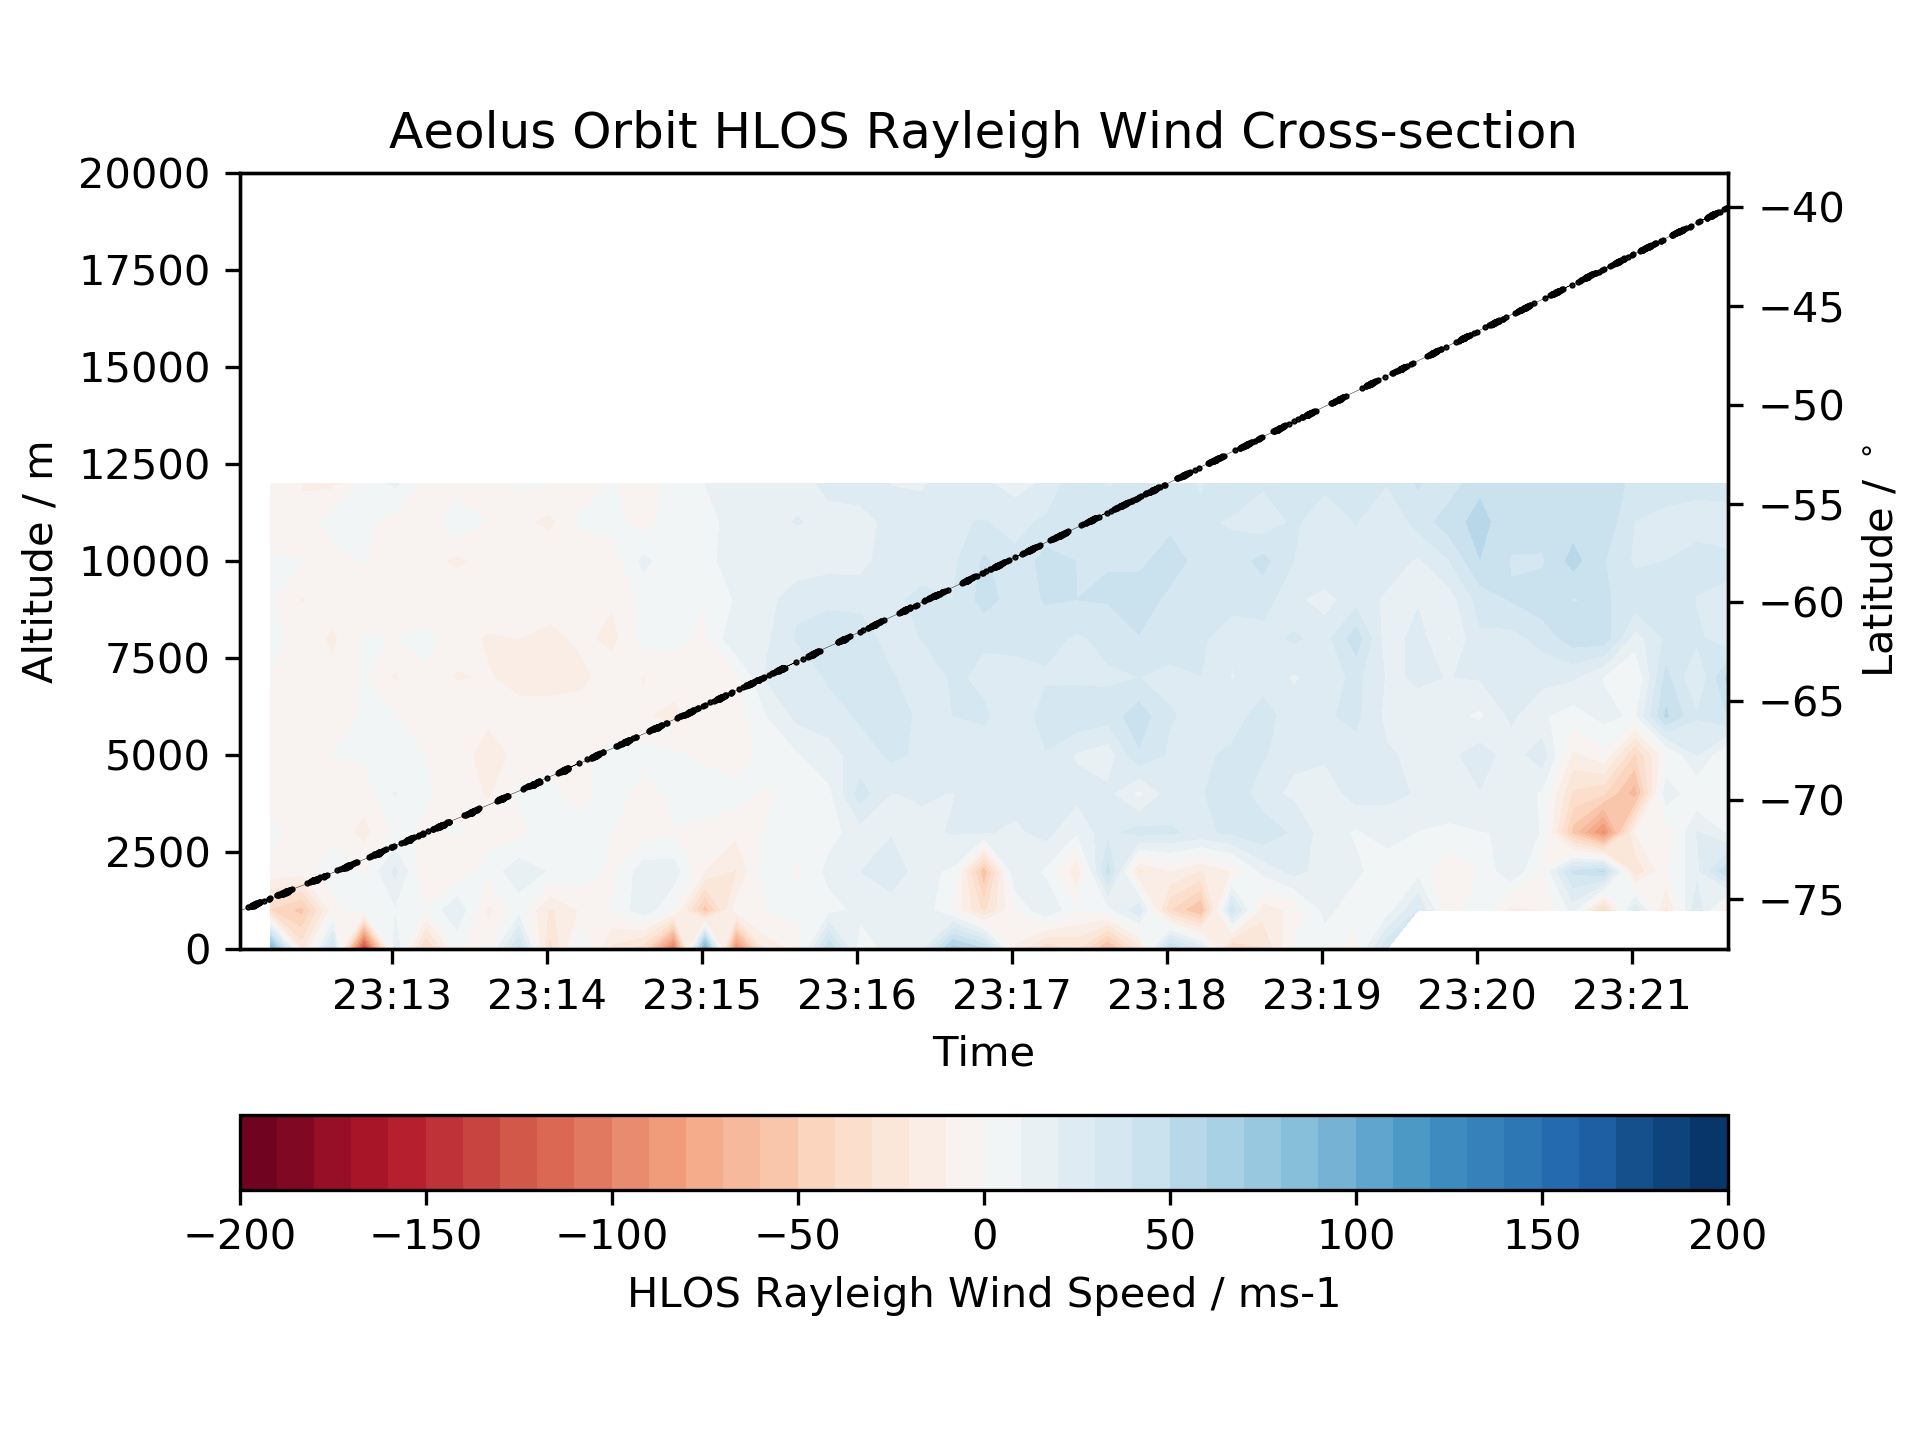 Aeolus Orbit HLOS Rayleigh Wind Cross-section
20000
17500
15000
12500
10000
7500
5000
2500
0
Altitude / m
−40
−45
−50
−55
−60
−65
−70
−75
Latitude / °
23:13 23:14 23:15 23:16 23:17 23:18 23:19 23:20 23:21
Time
−200 −150 −100 −50 0 50 100 150 200
HLOS Rayleigh Wind Speed / ms-1